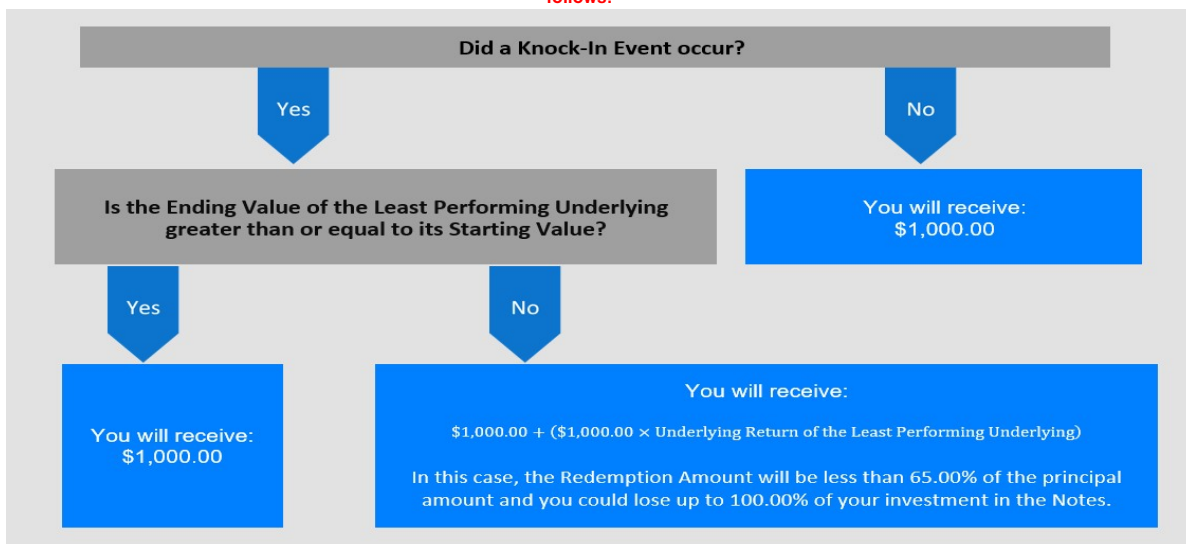 follows:
Did a Knock-In Event occur?
Yes
No
Is the Ending Value of the Least Performing Underlying
greater than or equal to its Starting Value?
You will receive:
$1,000.00
Yes
No
You will receive:
$1,000.00
You will receive:
$1,000.00 + ($1,000.00 × Underlying Return of the Least Performing Underlying)
In this case, the Redemption Amount will be less than 65.00% of the principal
amount and you could lose up to 100.00% of your investment in the Notes.